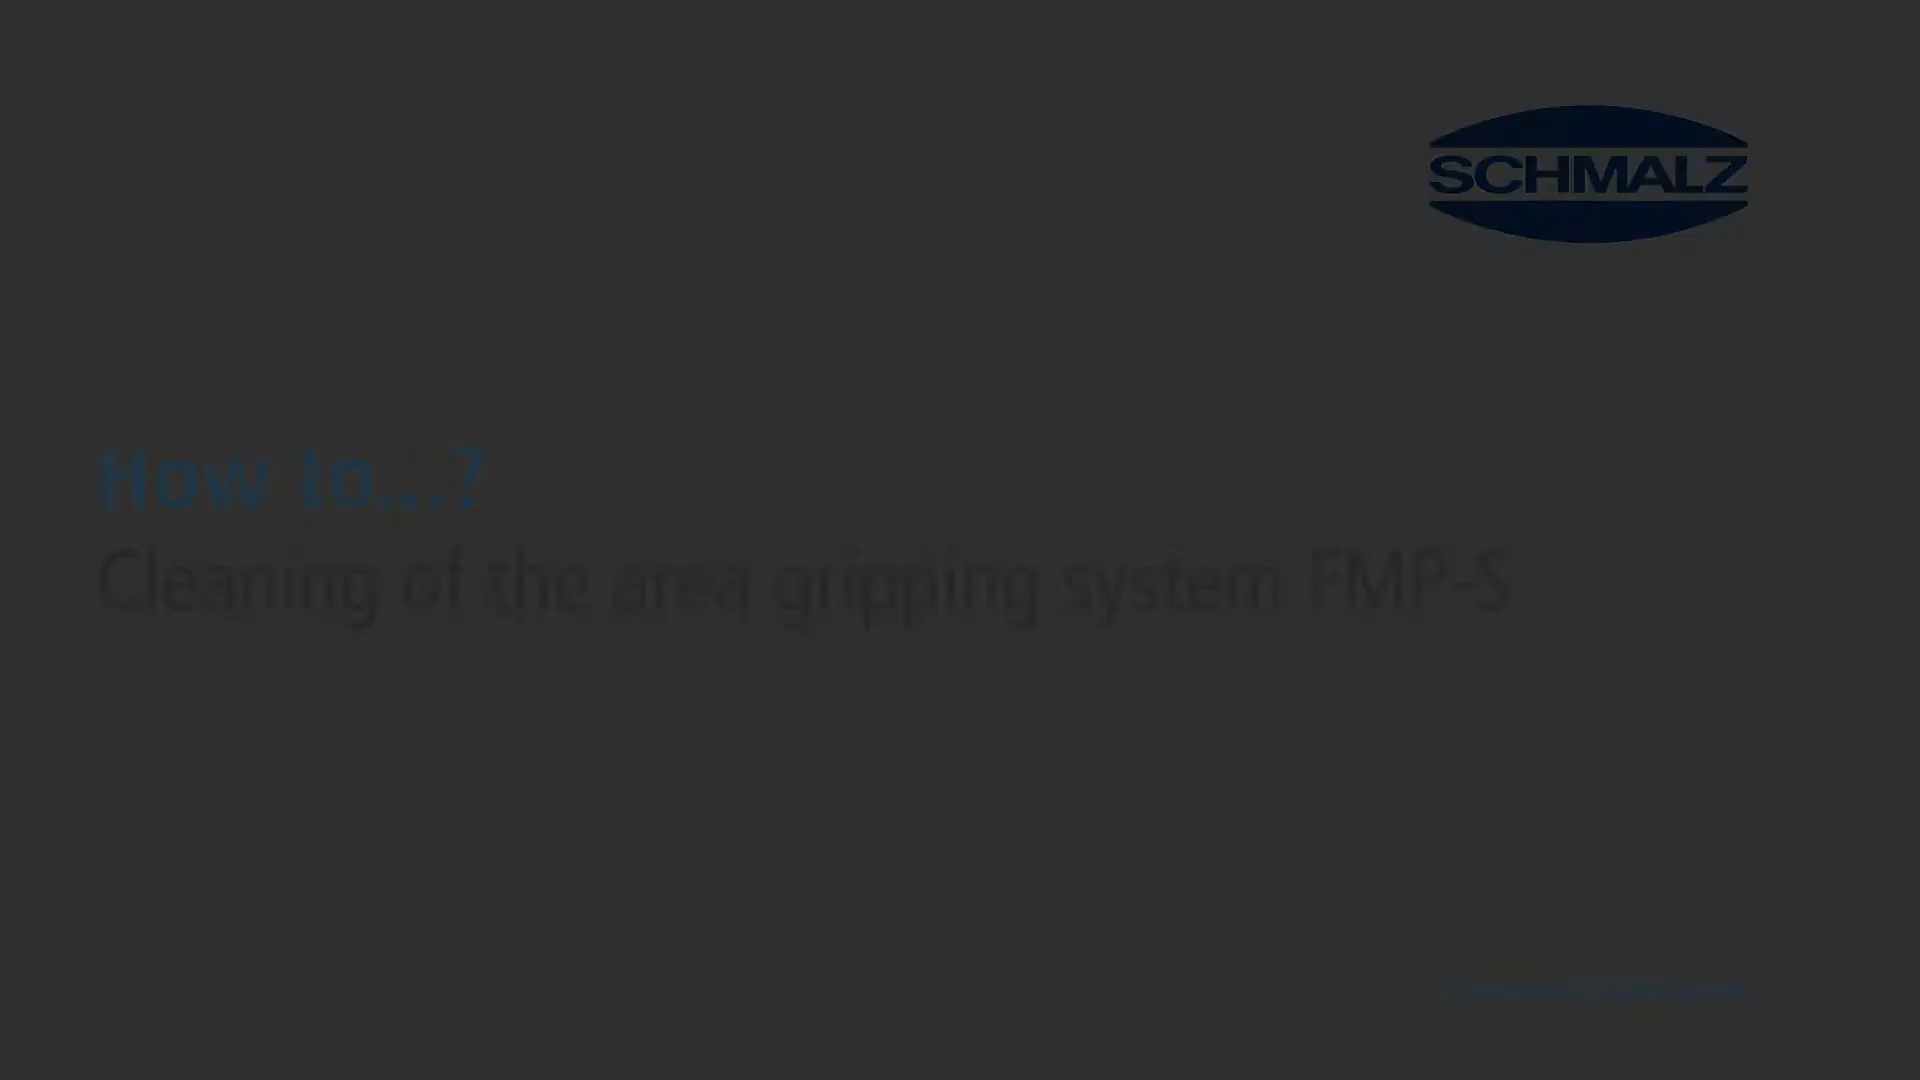 SCHMALZ
How to...?
Cleaning of the area gripping system FMP-S